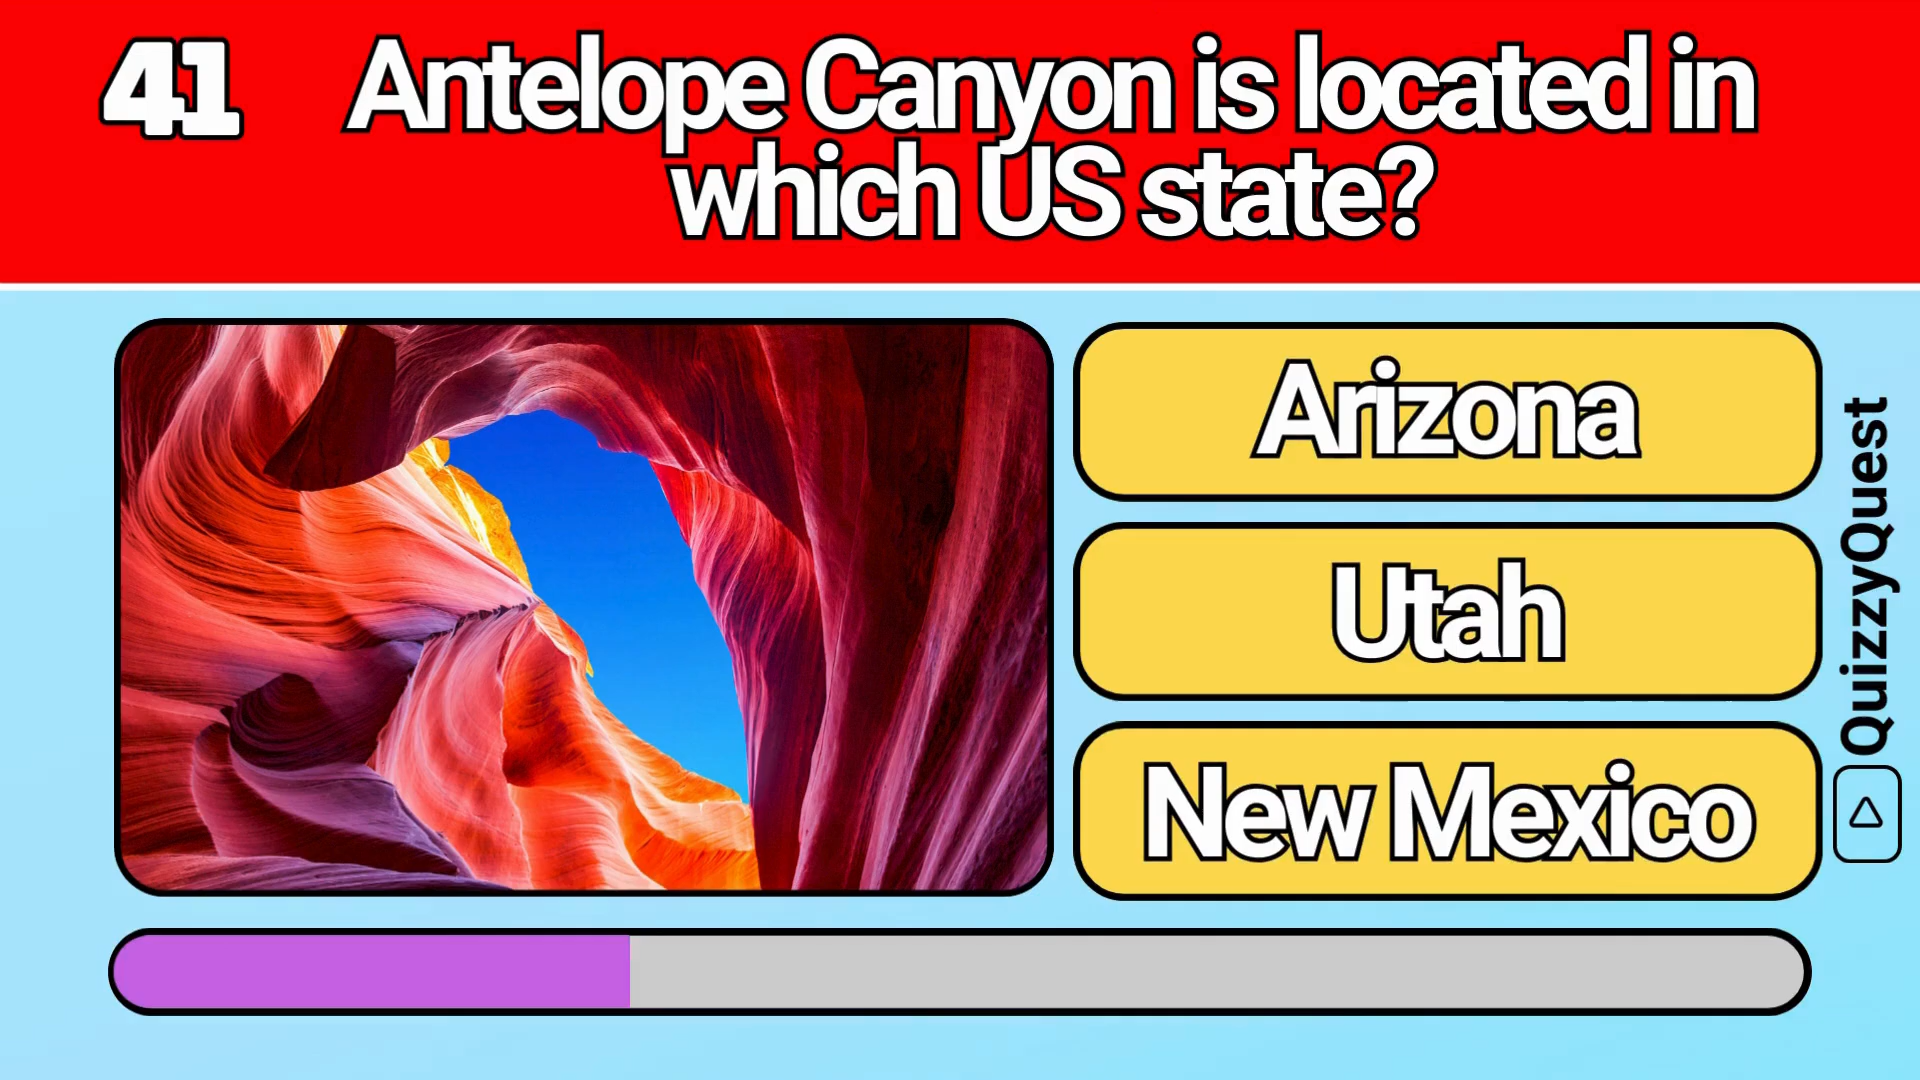 41
Antelope Canyon is located in
which US state?
Arizona
Utah
New Mexico
QuizzyQuest